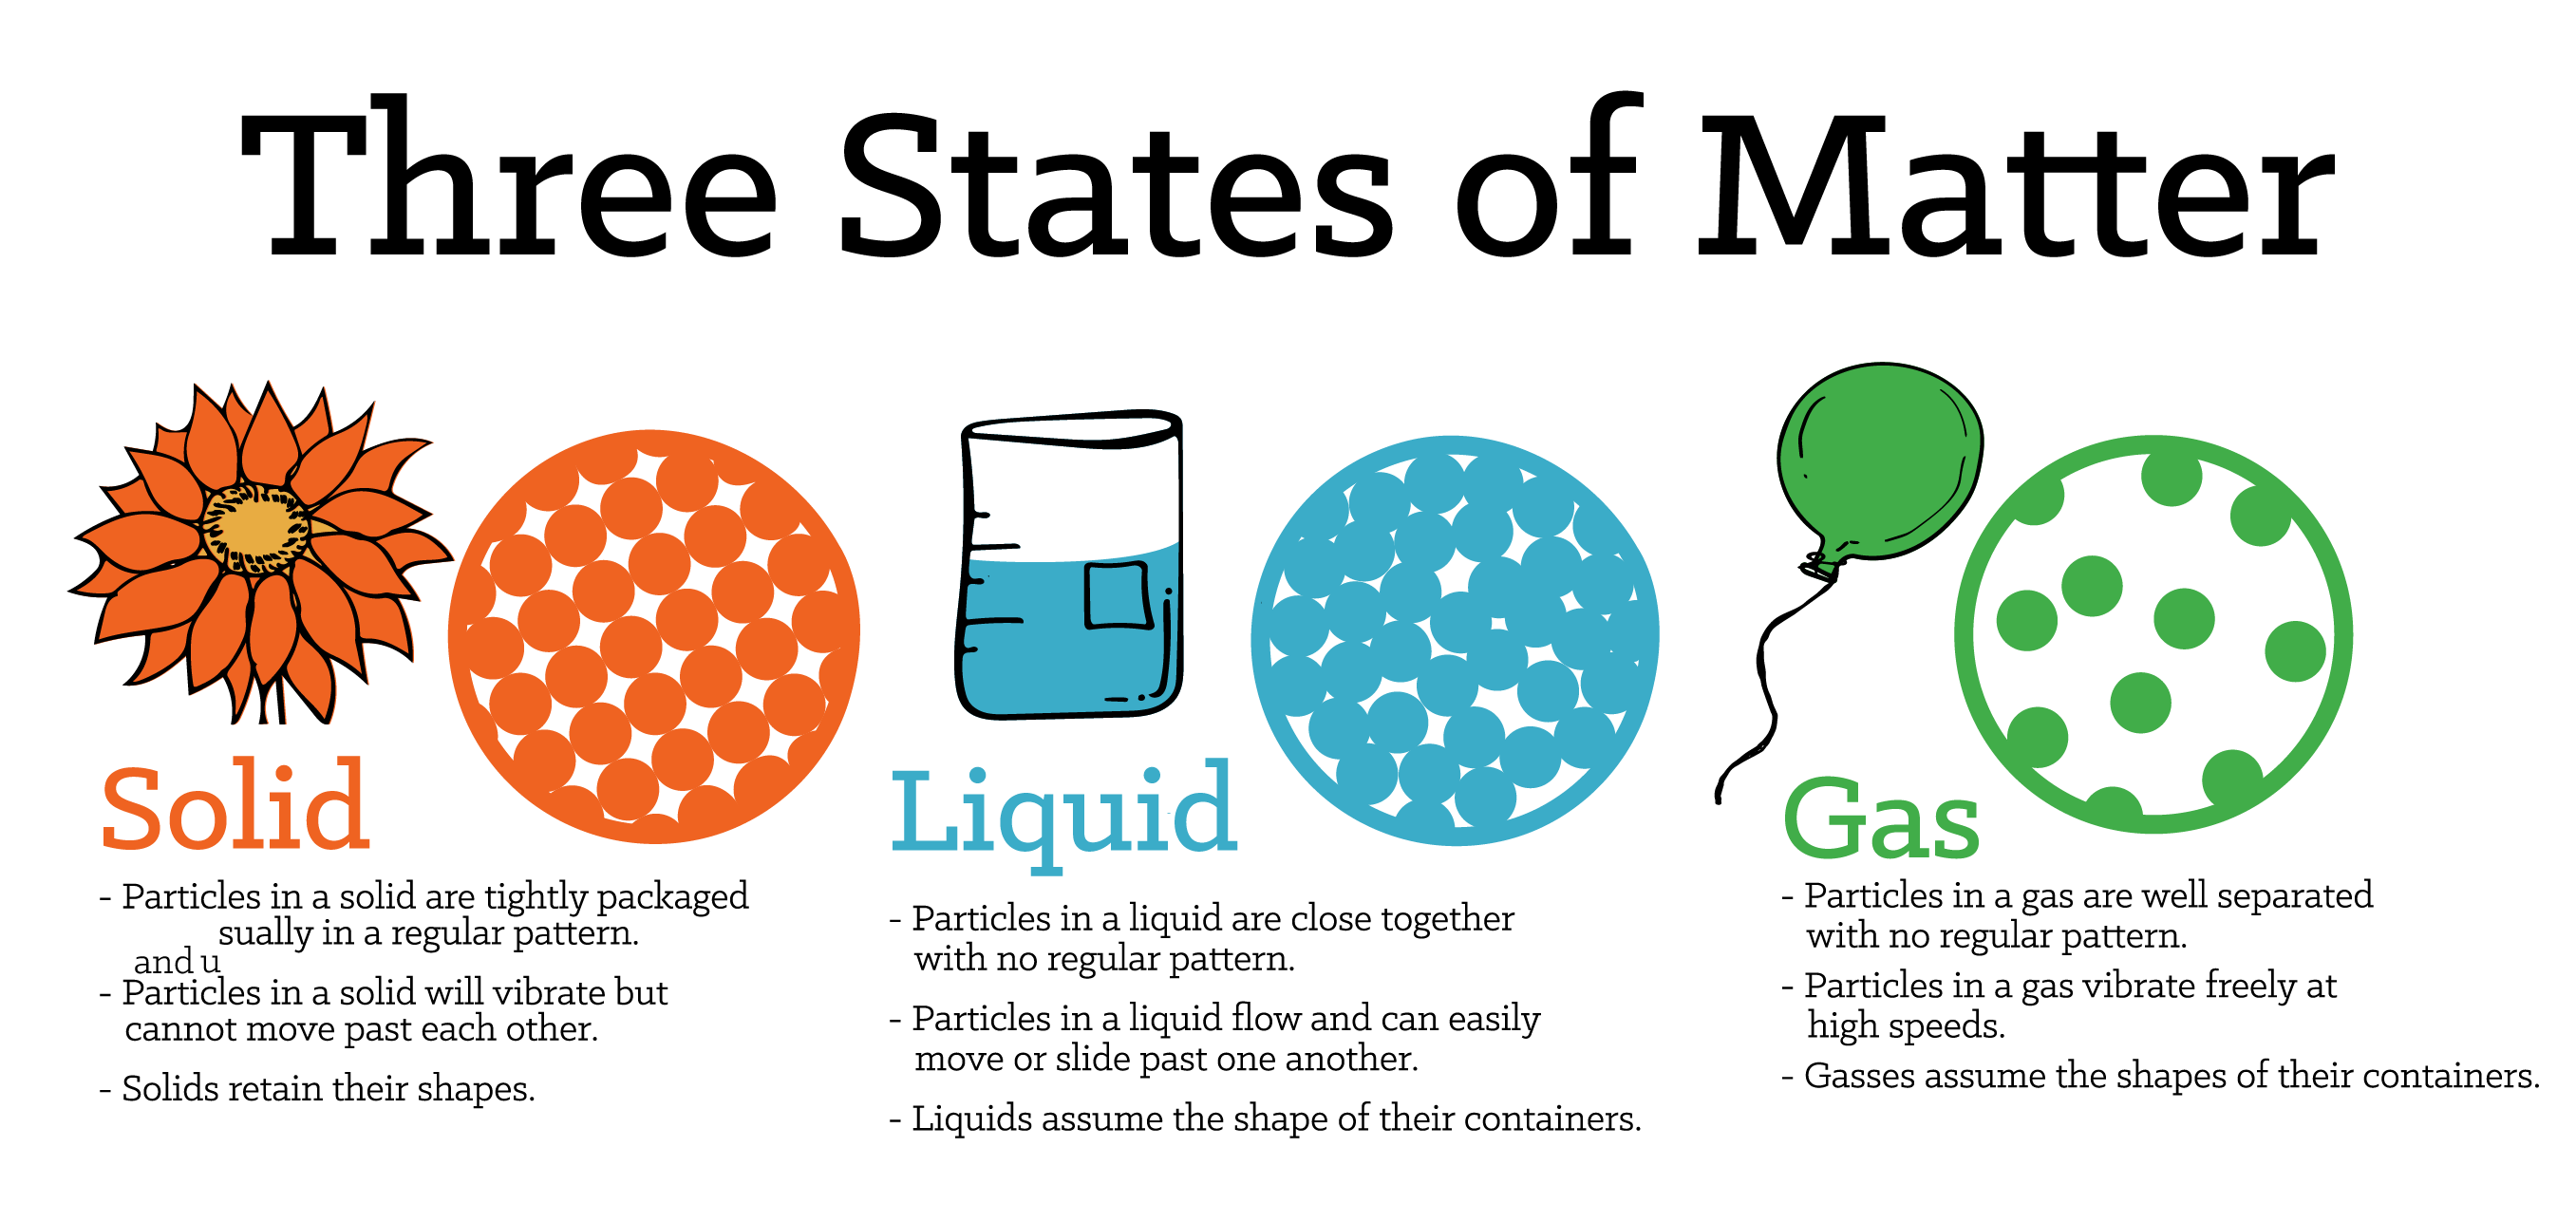 Three States of Matter
Solid
- Particles in a solid are tightly packaged
sually in a regular pattern.
and u
- Particles in a solid will vibrate but
cannot move past each other.
- Solids retain their shapes.
Liquid
- Particles in a liquid are close together
with no regular pattern.
- Particles in a liquid flow and can easily
move or slide past one another.
- Liquids assume the shape of their containers.
Gas
- Particles in a gas are well separated
with no regular pattern.
- Particles in a gas vibrate freely at
high speeds.
- Gasses assume the shapes of their containers.